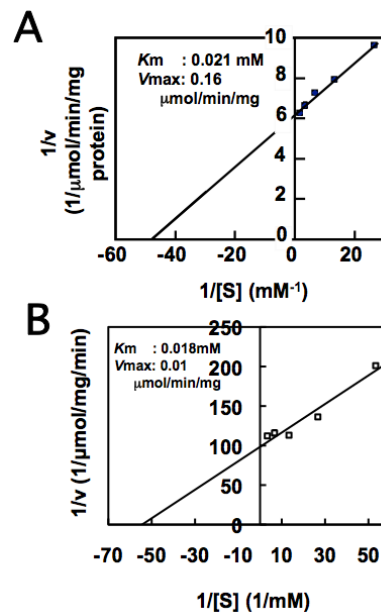 A
Km : 0.021 mM
Vmax: 0.16
μmol/min/mg
1/v
(1/μmol/min/mg
protein)
10
8
6
4
2
0
-60 -40 -20 0 20
1/[S] (mM-1)
B
Km : 0.018mM
Vmax: 0.01
μmol/min/mg
1/v (1/μmol/mg/min)
250
200
150
100
50
0
-70 -50 -30 -10 10 30 50
1/[S] (1/mM)